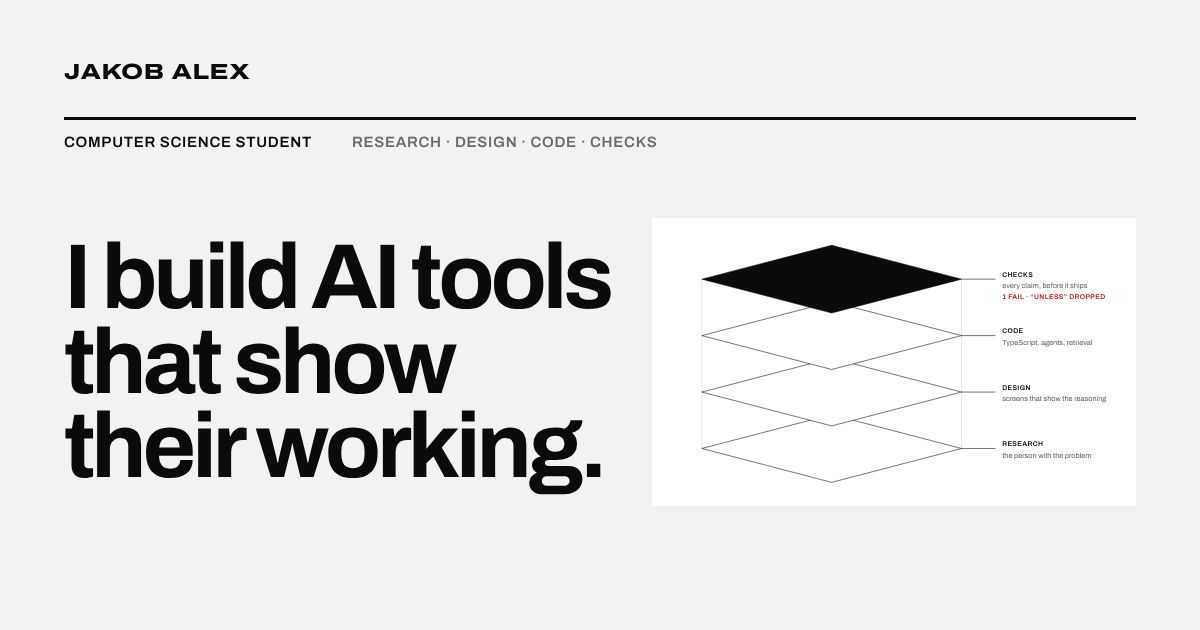 JAKOB ALEX
COMPUTER SCIENCE STUDENT
RESEARCH · DESIGN · CODE · CHECKS
I build AI tools
that show
their working.
CHECKS
every claim, before it ships
1 FAIL · “UNLESS” DROPPED
CODE
TypeScript, agents, retrieval
DESIGN
screens that show the reasoning
RESEARCH
the person with the problem